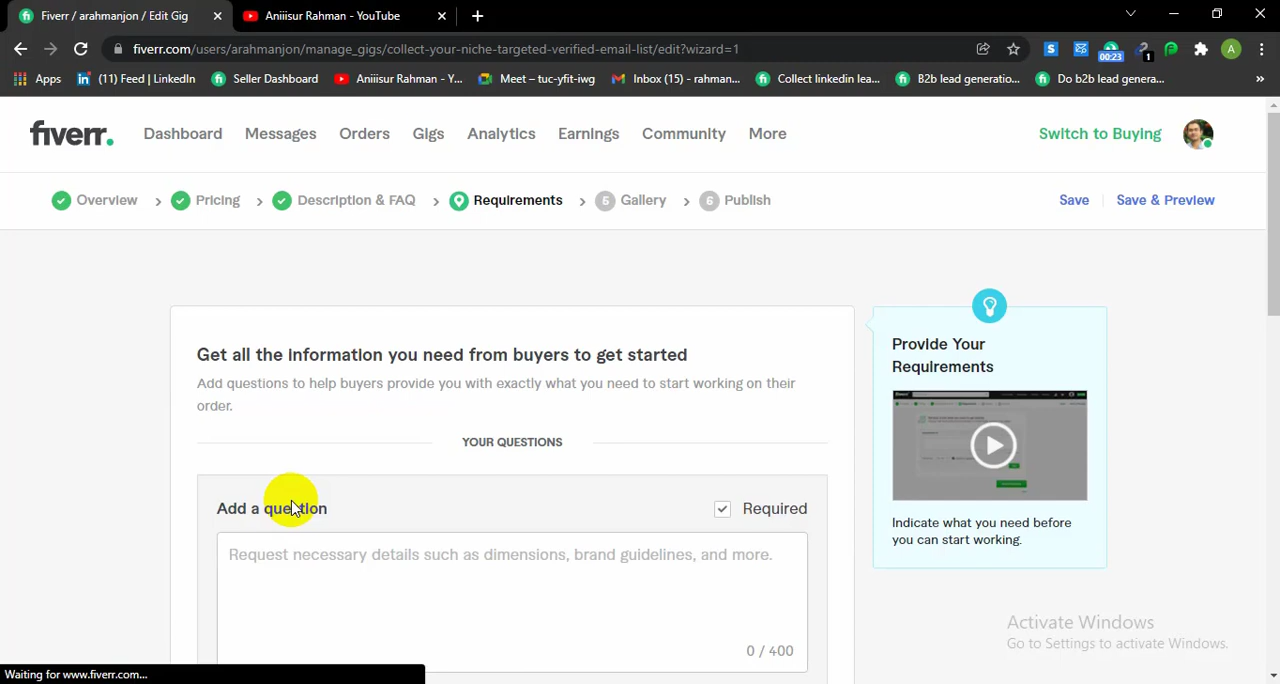 Fiverr / arahmanjon / Edit Gig
Aniiisur Rahman - YouTube
fiverr.com/users/arahmanjon/manage_gigs/collect-your-niche-targeted-verified-email-list/edit?wizard=1
S
00:23
1
A
Apps
(11) Feed | LinkedIn
Seller Dashboard
Aniiisur Rahman - Y...
Meet – tuc-yfit-iwg
Inbox (15) - rahman...
Collect linkedin lea...
B2b lead generatio...
Do b2b lead genera...
fiverr.
Dashboard
Messages
Orders
Gigs
Analytics
Earnings
Community
More
Switch to Buying
Overview
Pricing
Description & FAQ
Requirements
5 Gallery
6 Publish
Save
Save & Preview
Get all the information you need from buyers to get started
Add questions to help buyers provide you with exactly what you need to start working on their
order.
YOUR QUESTIONS
Add a question
Required
Request necessary details such as dimensions, brand guidelines, and more.
0 / 400
Provide Your
Requirements
Indicate what you need before
you can start working.
Activate Windows
Go to Settings to activate Windows.
Waiting for www.fiverr.com...